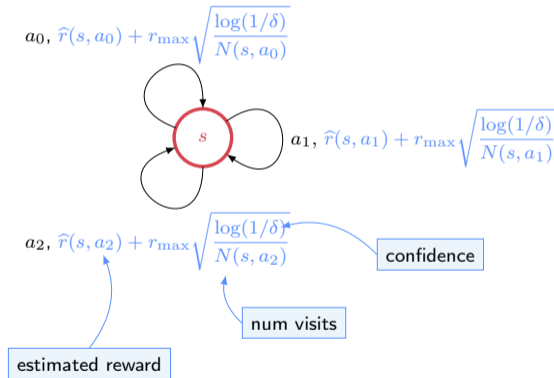 a₀, r̂(s, a₀) + r_max √(log(1/δ) / N(s, a₀))
s
a₁, r̂(s, a₁) + r_max √(log(1/δ) / N(s, a₁))
a₂, r̂(s, a₂) + r_max √(log(1/δ) / N(s, a₂))
confidence
num visits
estimated reward